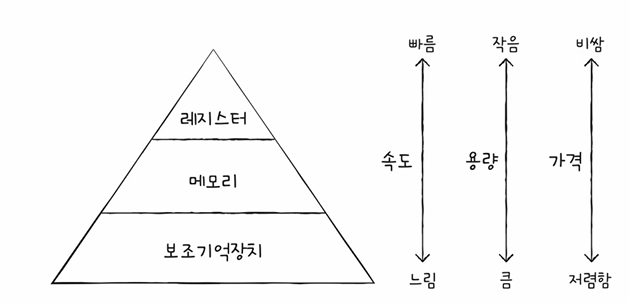 빠름 작음 비쌈
레지스터
속도 용량 가격
메모리
보조기억장치
느림 큼 저렴함